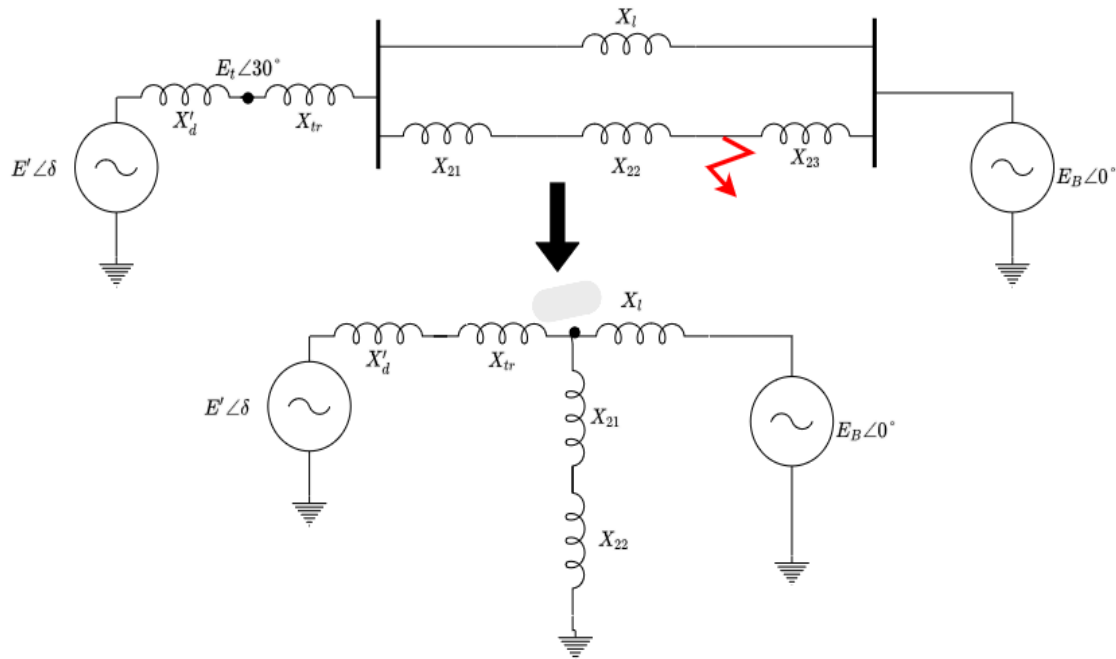 X_l
E_t∠30°
X'_d
X_tr
E'∠δ
X_21
X_22
X_23
E_B∠0°
X_l
X'_d
X_tr
E'∠δ
X_21
E_B∠0°
X_22